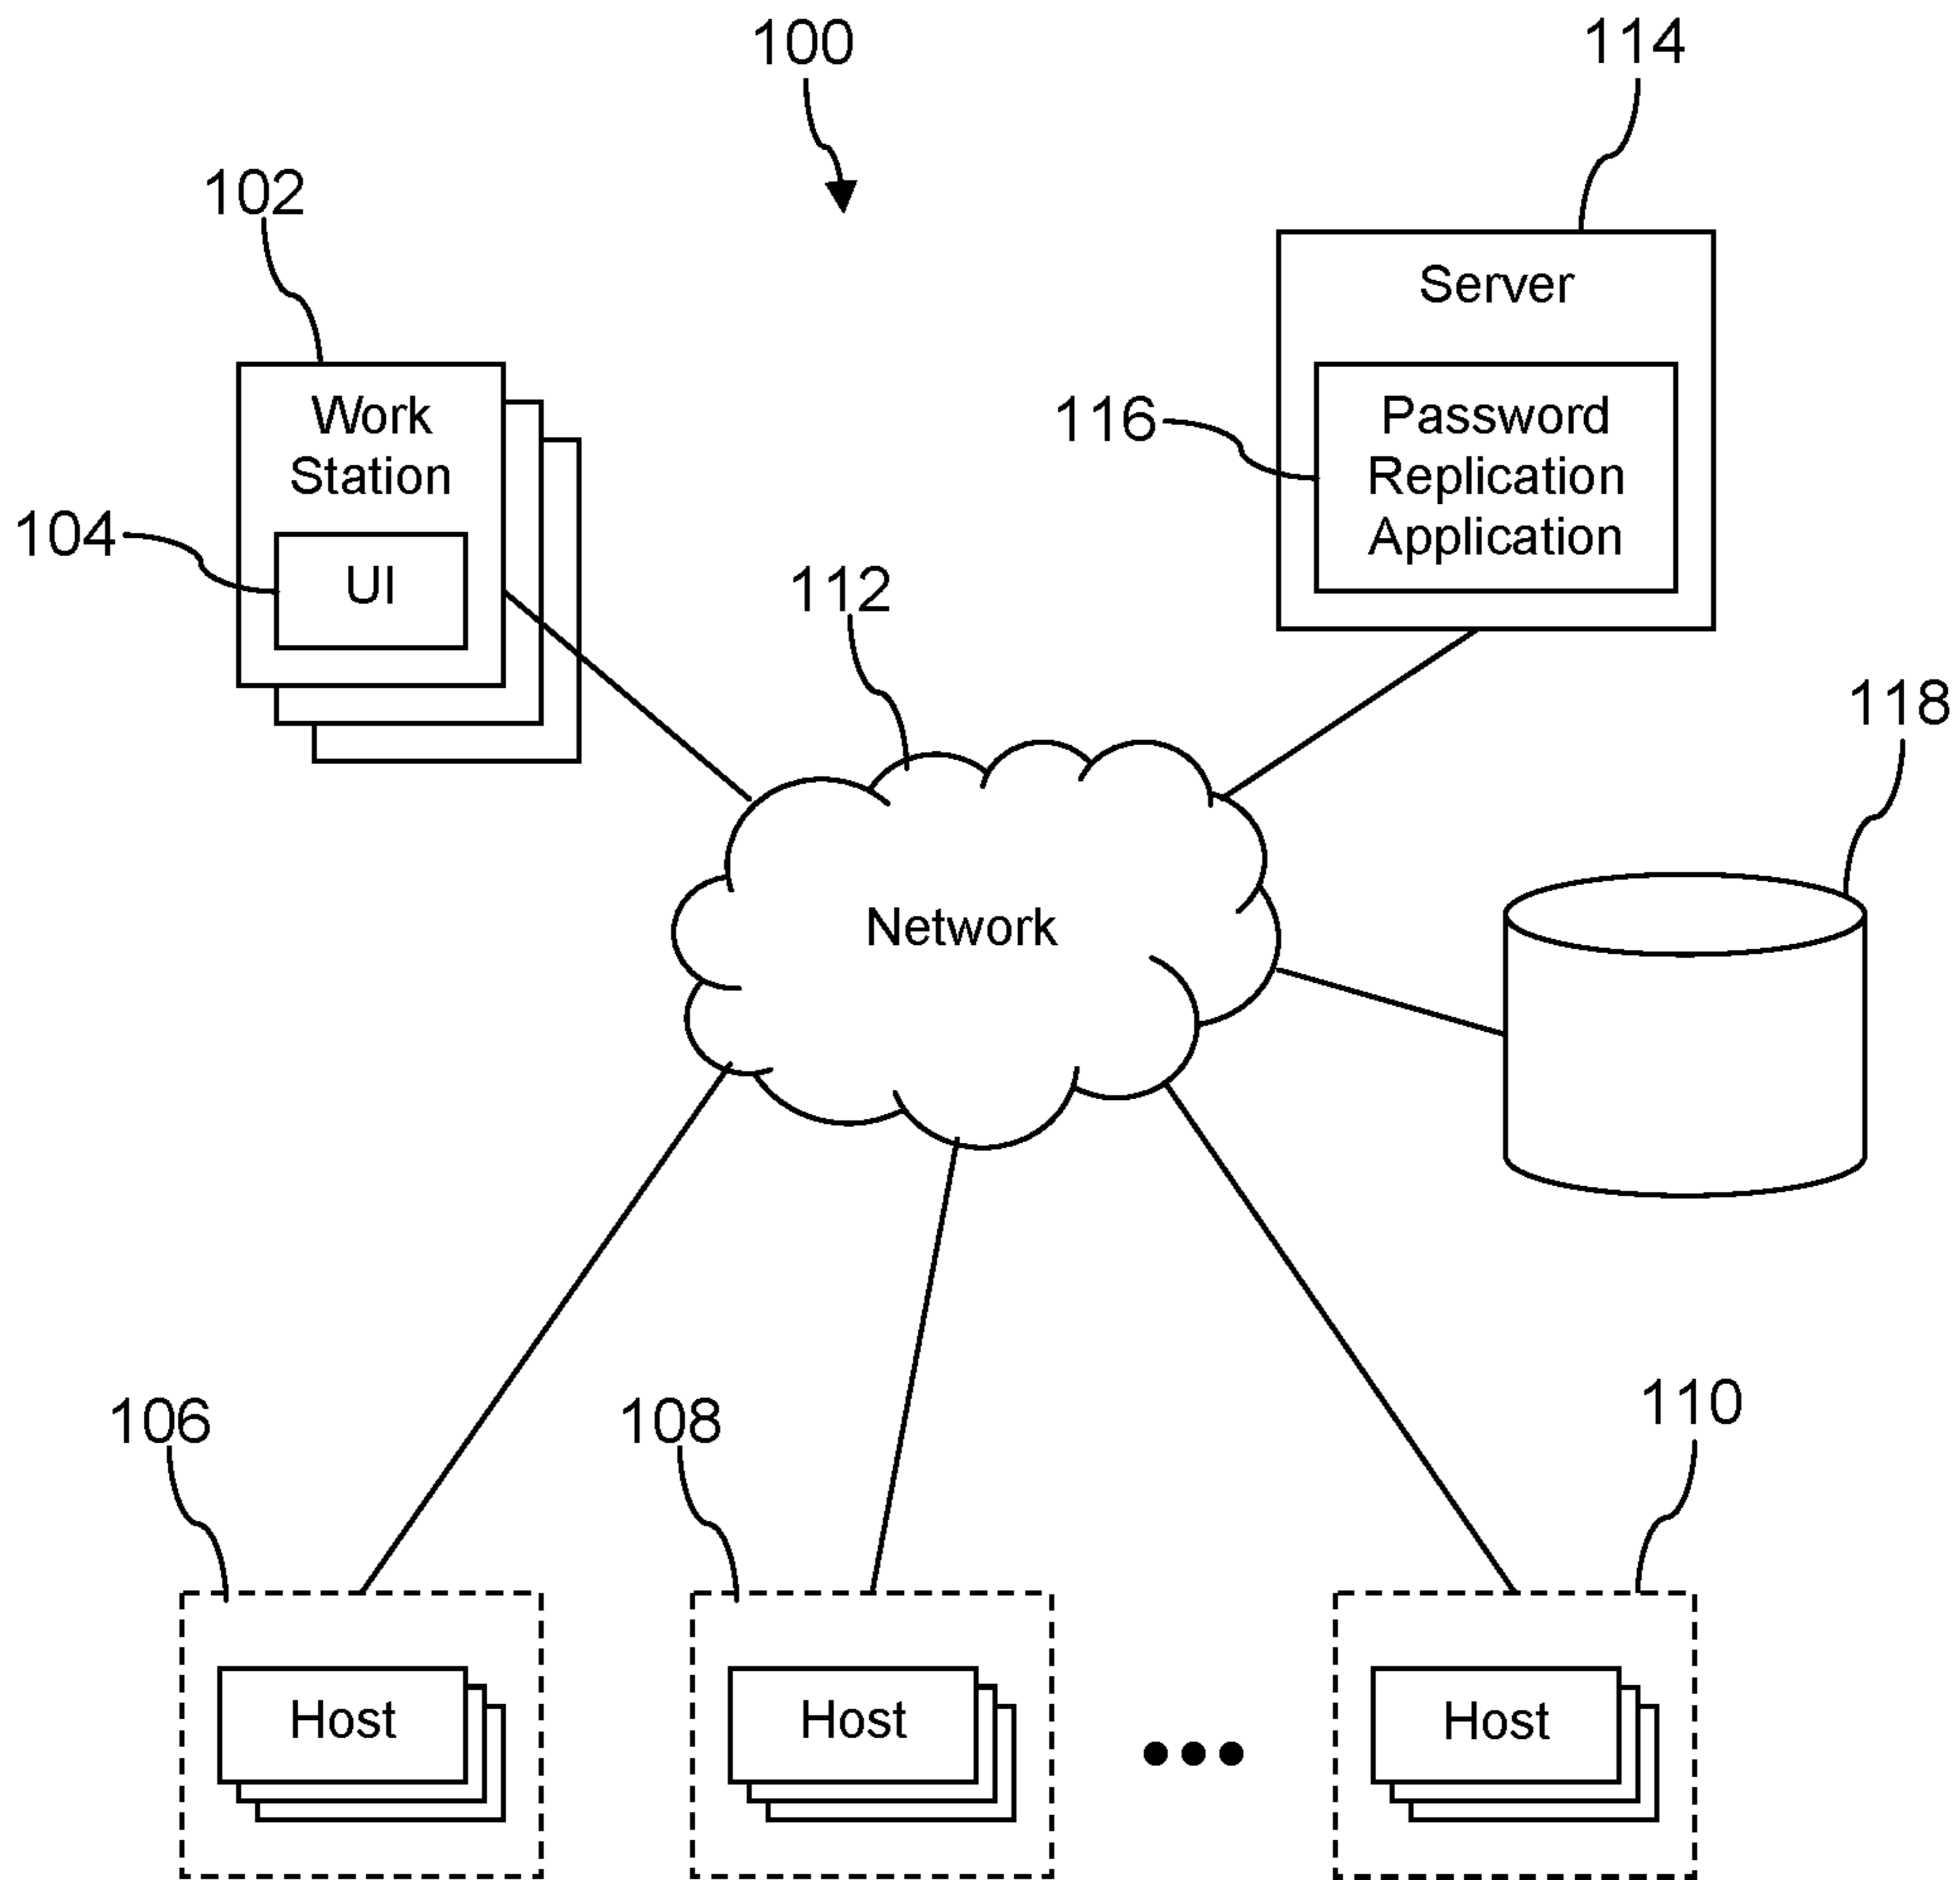 100
114
102
Server
Work
Station
116
Password
Replication
Application
104
UI
112
118
Network
106
108
110
Host
Host
Host